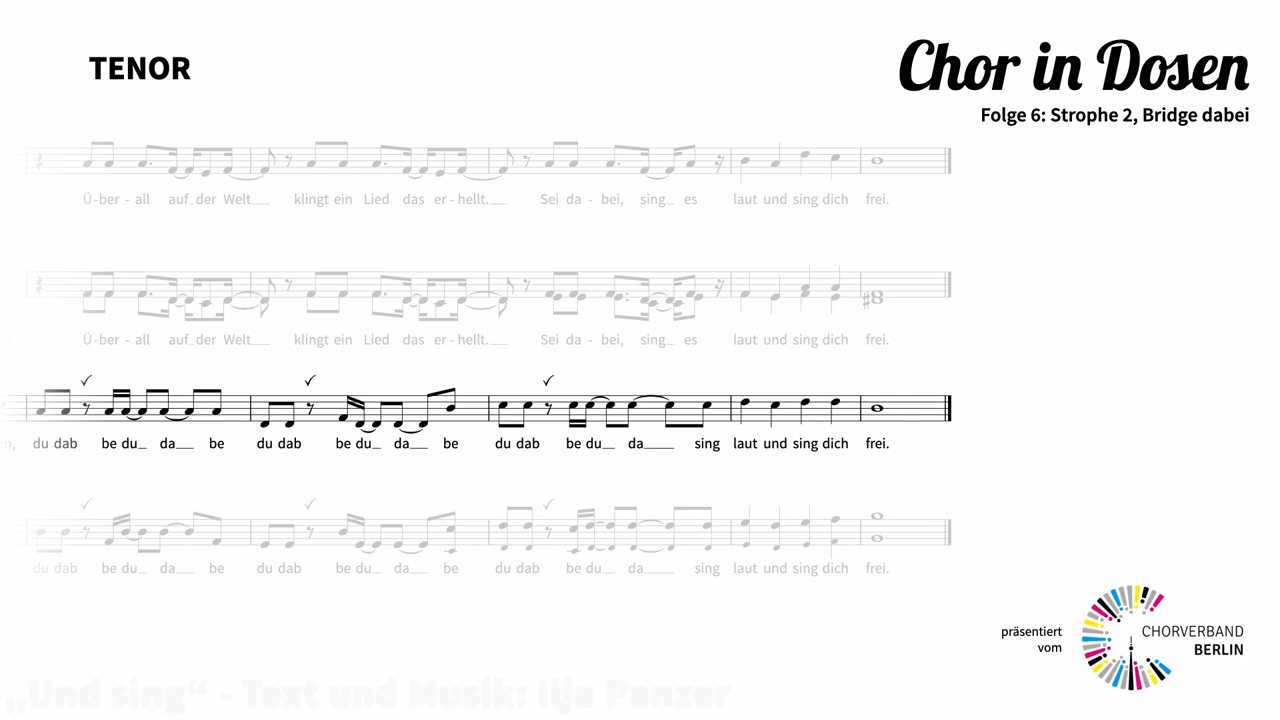 TENOR
Chor in Dosen
Folge 6: Strophe 2, Bridge dabei
Ü-ber - all auf der Welt klingt ein Lied das er-hellt. Sei da - bei, sing es laut und sing dich frei.
Ü-ber - all auf der Welt klingt ein Lied das er-hellt. Sei da - bei, sing es laut und sing dich frei.
du dab be du da be du dab be du da be du dab be du da sing laut und sing dich frei.
du dab be du da be du dab be du da be du dab be du da sing laut und sing dich frei.
präsentiert
vom
CHORVERBAND
BERLIN
„Und sing“ - Text und Musik: Ilja Panzer